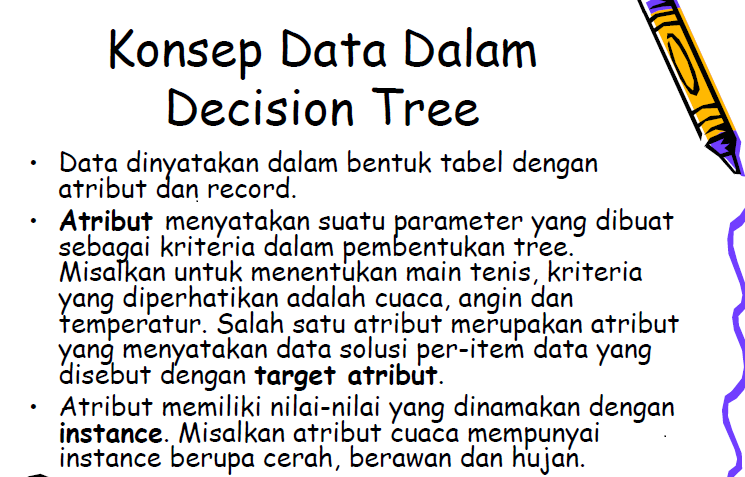 Konsep Data Dalam
Decision Tree
• Data dinyatakan dalam bentuk tabel dengan
atribut dan record.
• Atribut menyatakan suatu parameter yang dibuat
sebagai kriteria dalam pembentukan tree.
Misalkan untuk menentukan main tenis, kriteria
yang diperhatikan adalah cuaca, angin dan
temperatur. Salah satu atribut merupakan atribut
yang menyatakan data solusi per-item data yang
disebut dengan target atribut.
• Atribut memiliki nilai-nilai yang dinamakan dengan
instance. Misalkan atribut cuaca mempunyai
instance berupa cerah, berawan dan hujan.